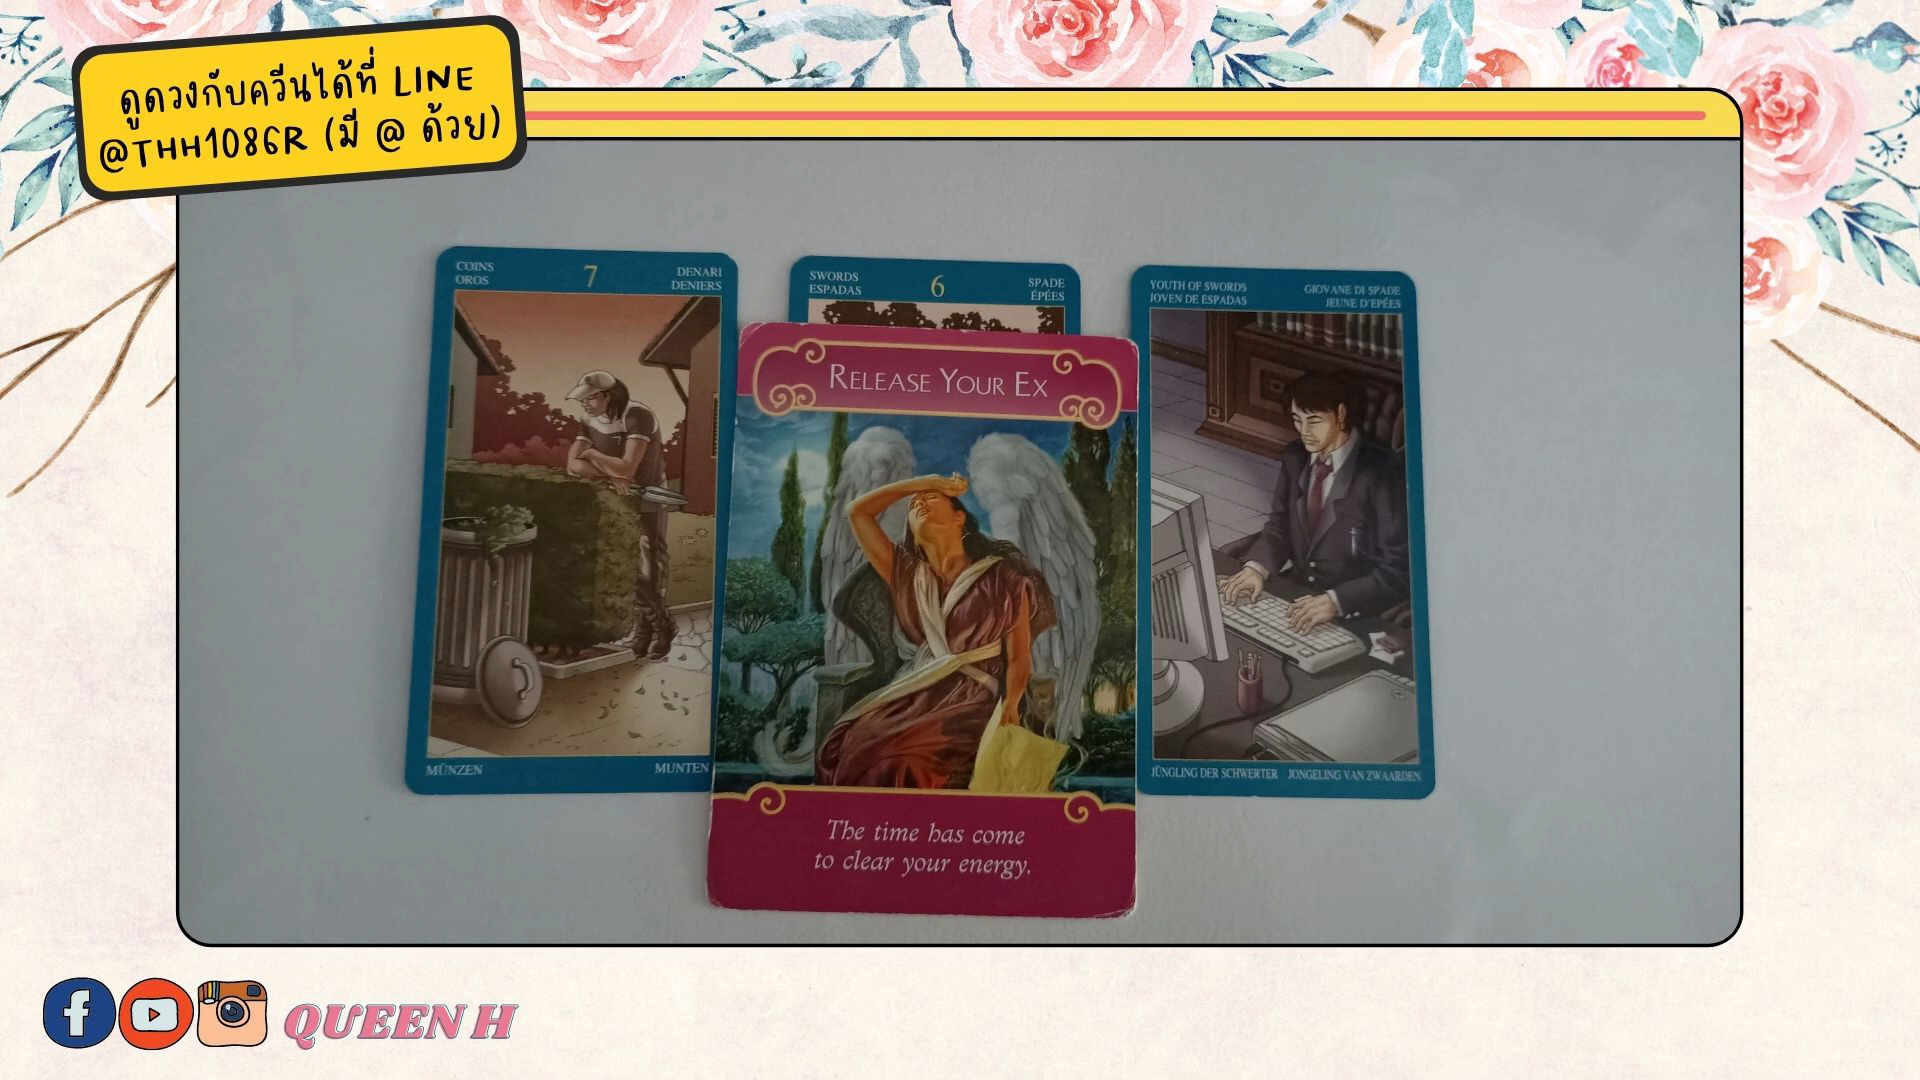 ดูดวงกับควีนได้ที่ LINE
@THH1086R (มี @ ด้วย)
COINS
OROS
7
DENARI
DENIERS
MÜNZEN
MUNTEN
SWORDS
ESPADAS
6
SPADE
ÉPÉES
YOUTH OF SWORDS
JOVEN DE ESPADAS
GIOVANE DI SPADE
JEUNE D'EPÉES
JÜNGLING DER SCHWERTER
JONGELING VAN ZWAARDEN
RELEASE YOUR EX
The time has come
to clear your energy.
QUEEN H